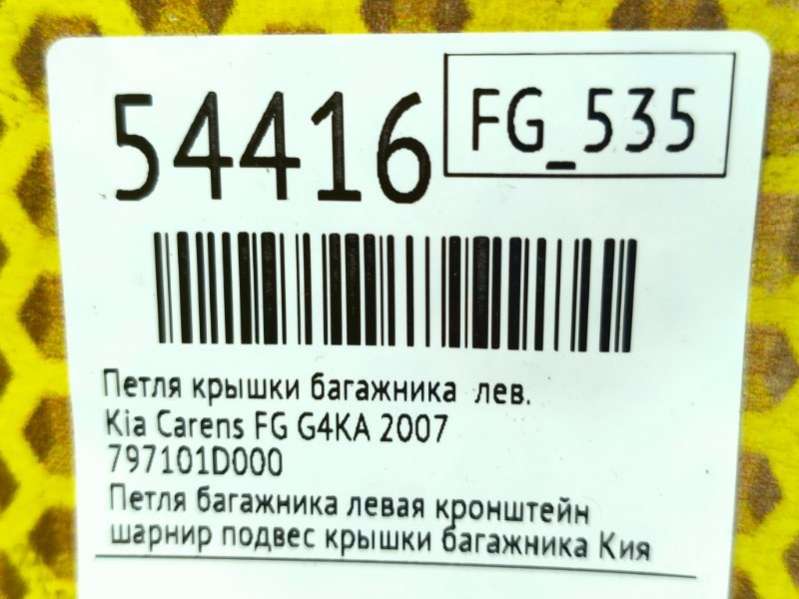 54416
FG_535
Петля крышки багажника лев.
Kia Carens FG G4KA 2007
797101D000
Петля багажника левая кронштейн
шарнир подвес крышки багажника Кия